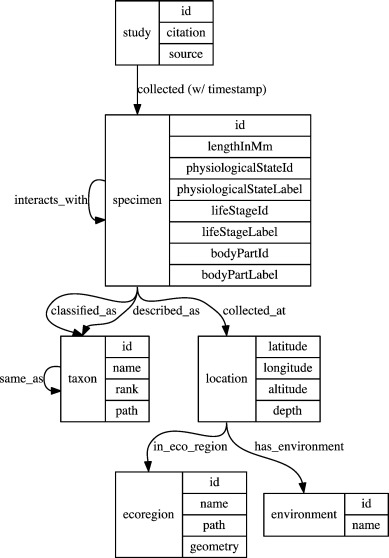 study
id
citation
source
collected (w/ timestamp)
interacts_with
specimen
id
lengthInMm
physiologicalStateId
physiologicalStateLabel
lifeStageId
lifeStageLabel
bodyPartId
bodyPartLabel
classified_as
described_as
collected_at
same_as
taxon
id
name
rank
path
location
latitude
longitude
altitude
depth
in_eco_region
has_environment
ecoregion
id
name
path
geometry
environment
id
name